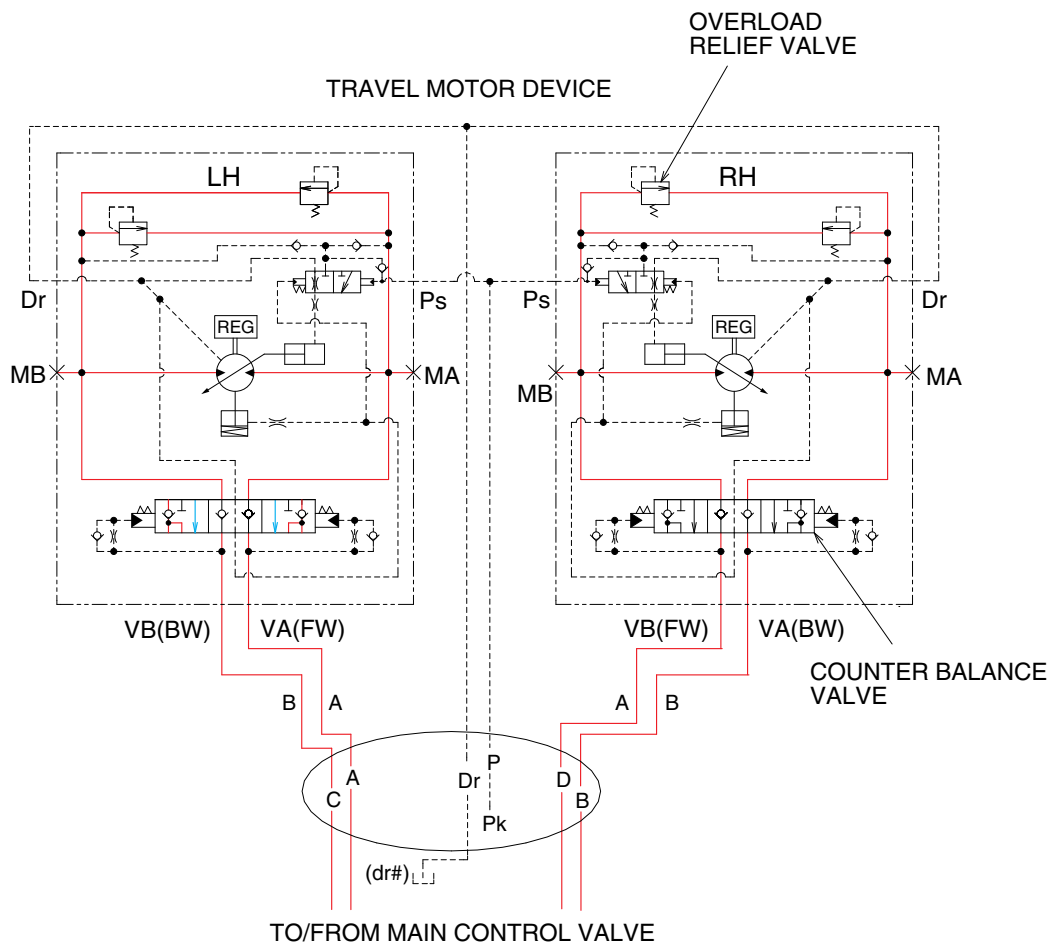 OVERLOAD
RELIEF VALVE
TRAVEL MOTOR DEVICE
LH
RH
Dr
Ps
Ps
Dr
REG
REG
MB
MA
MB
MA
VB(BW)
VA(FW)
VB(FW)
VA(BW)
COUNTER BALANCE
VALVE
B
A
A
B
P
A
Dr
D
C
B
Pk
(dr#)
TO/FROM MAIN CONTROL VALVE